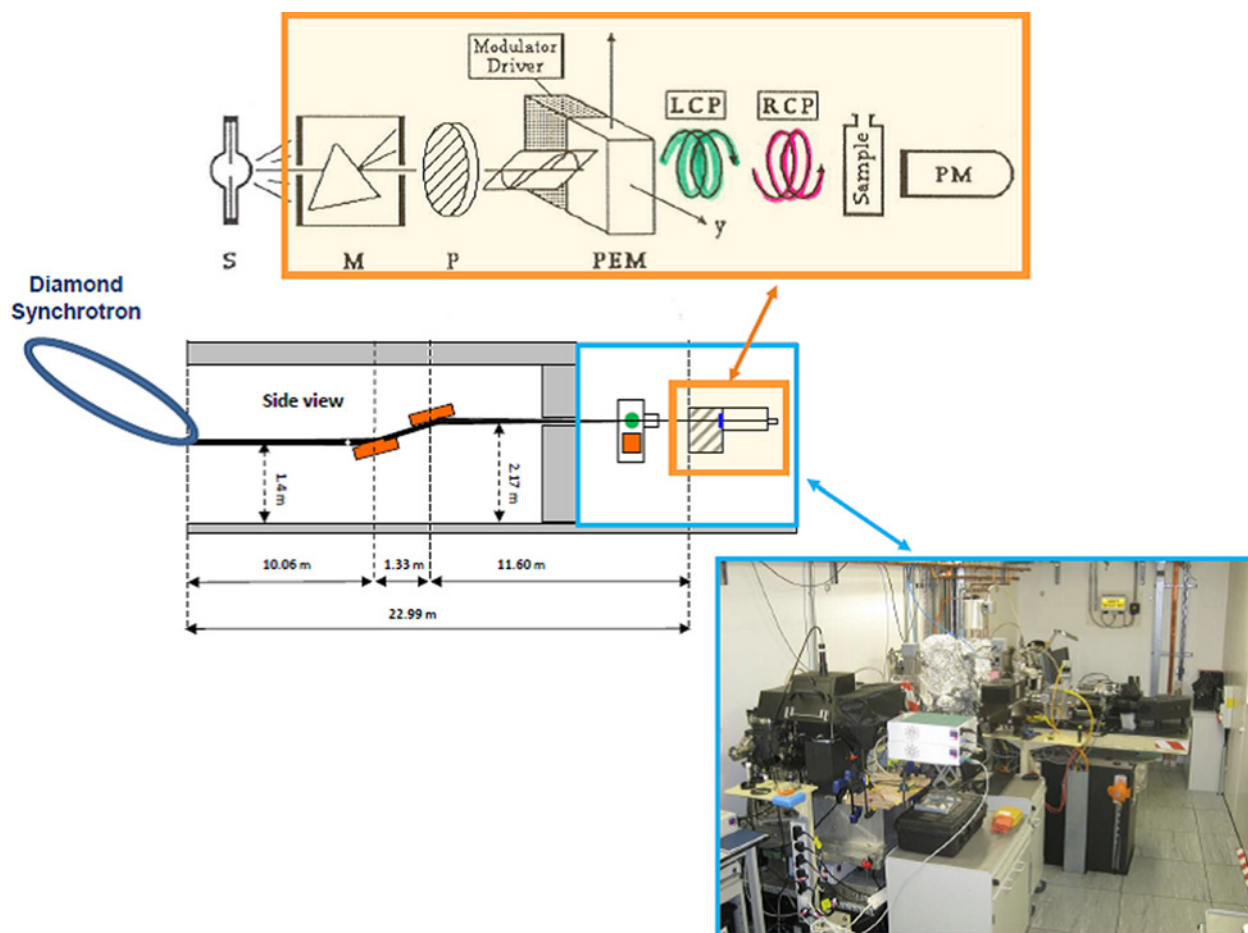 Modulator
Driver
LCP
RCP
Sample
PM
y
S
M
P
PEM
Diamond
Synchrotron
Side view
1.4 m
2.17 m
10.06 m
1.33 m
11.60 m
22.99 m